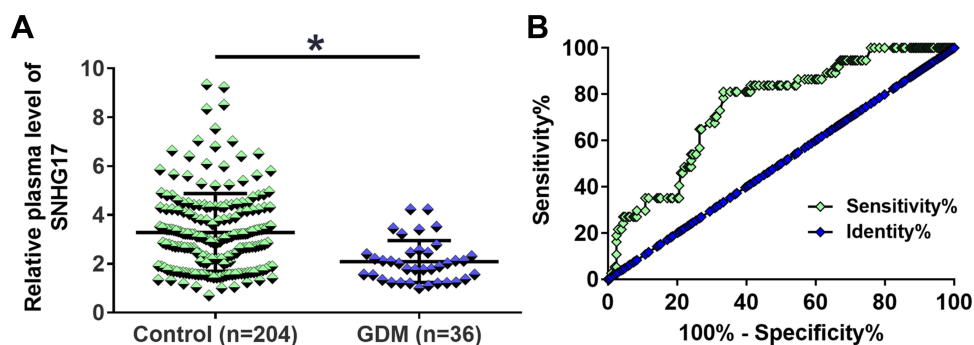 A
*
Relative plasma level of
SNHG17
10
8
6
4
2
0
Control (n=204)
GDM (n=36)
B
Sensitivity%
100
80
60
40
20
0
Sensitivity%
Identity%
0
20
40
60
80
100
100% - Specificity%